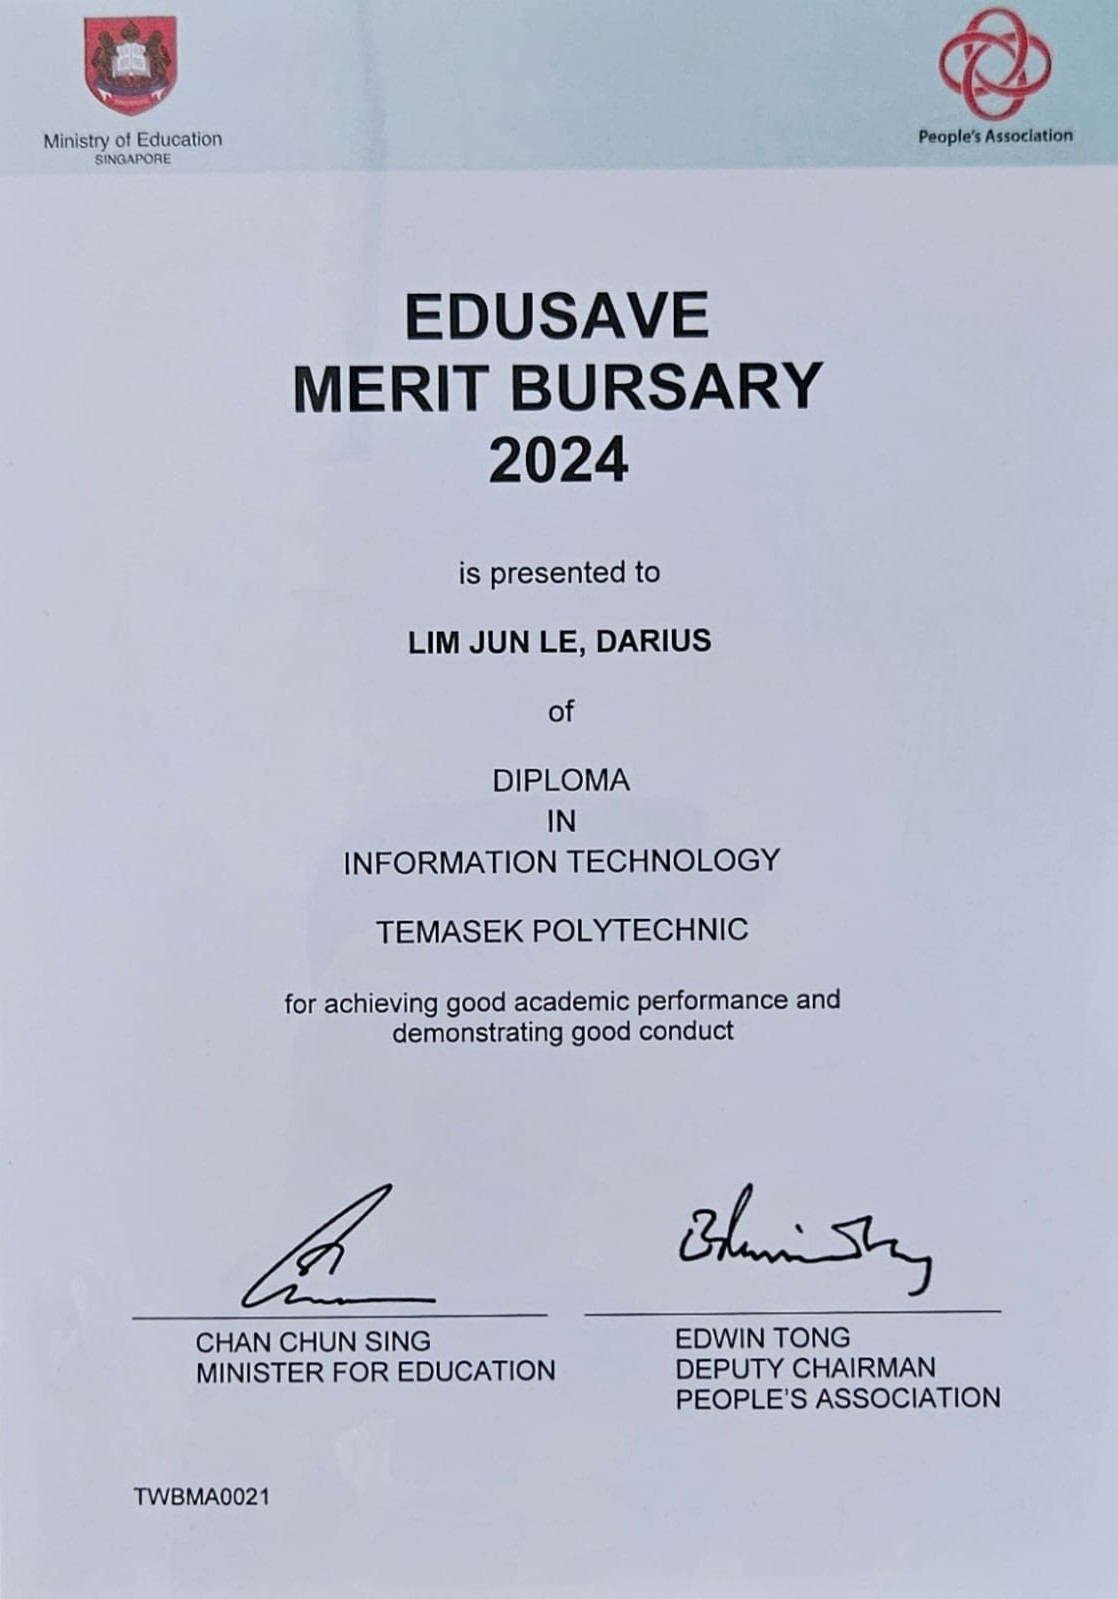 Ministry of Education
SINGAPORE
People's Association
EDUSAVE
MERIT BURSARY
2024
is presented to
LIM JUN LE, DARIUS
of
DIPLOMA
IN
INFORMATION TECHNOLOGY
TEMASEK POLYTECHNIC
for achieving good academic performance and
demonstrating good conduct
CHAN CHUN SING
MINISTER FOR EDUCATION
EDWIN TONG
DEPUTY CHAIRMAN
PEOPLE'S ASSOCIATION
TWBMA0021